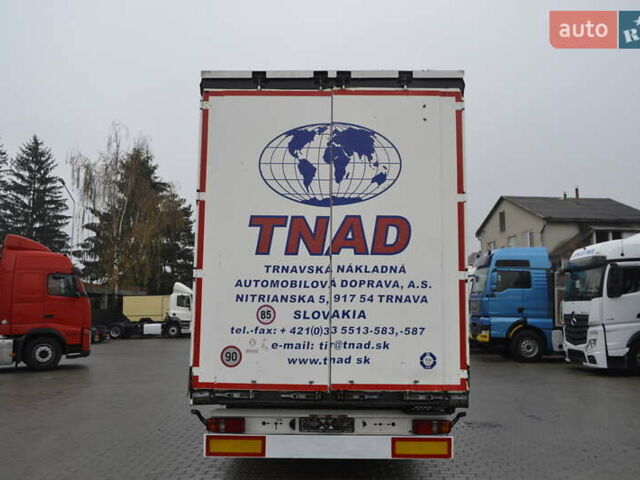 auto
TNAD
TRNAVSKÁ NÁKLADNÁ
AUTOMOBILOVÁ DOPRAVA, A.S.
NITRIANSKA 5, 917 54 TRNAVA
SLOVAKIA
85
tel.-fax: + 421(0)33 5513-583,-587
90
e-mail: tir@tnad.sk
www.tnad.sk